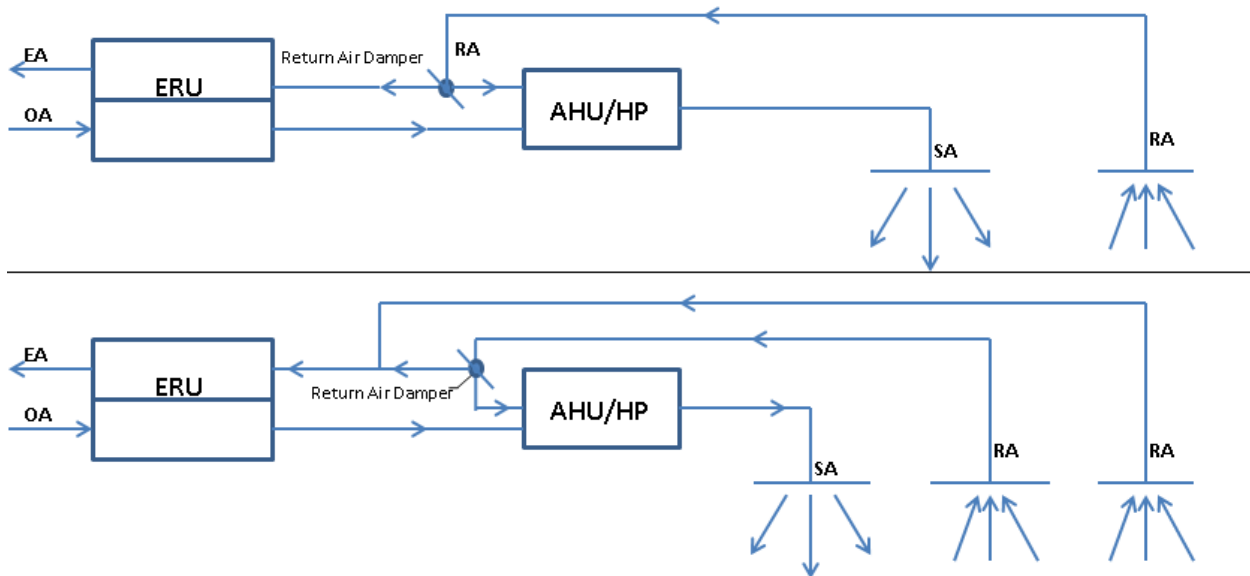 EA
OA
ERU
Return Air Damper
RA
AHU/HP
SA
RA
EA
OA
ERU
Return Air Damper
AHU/HP
SA
RA
RA